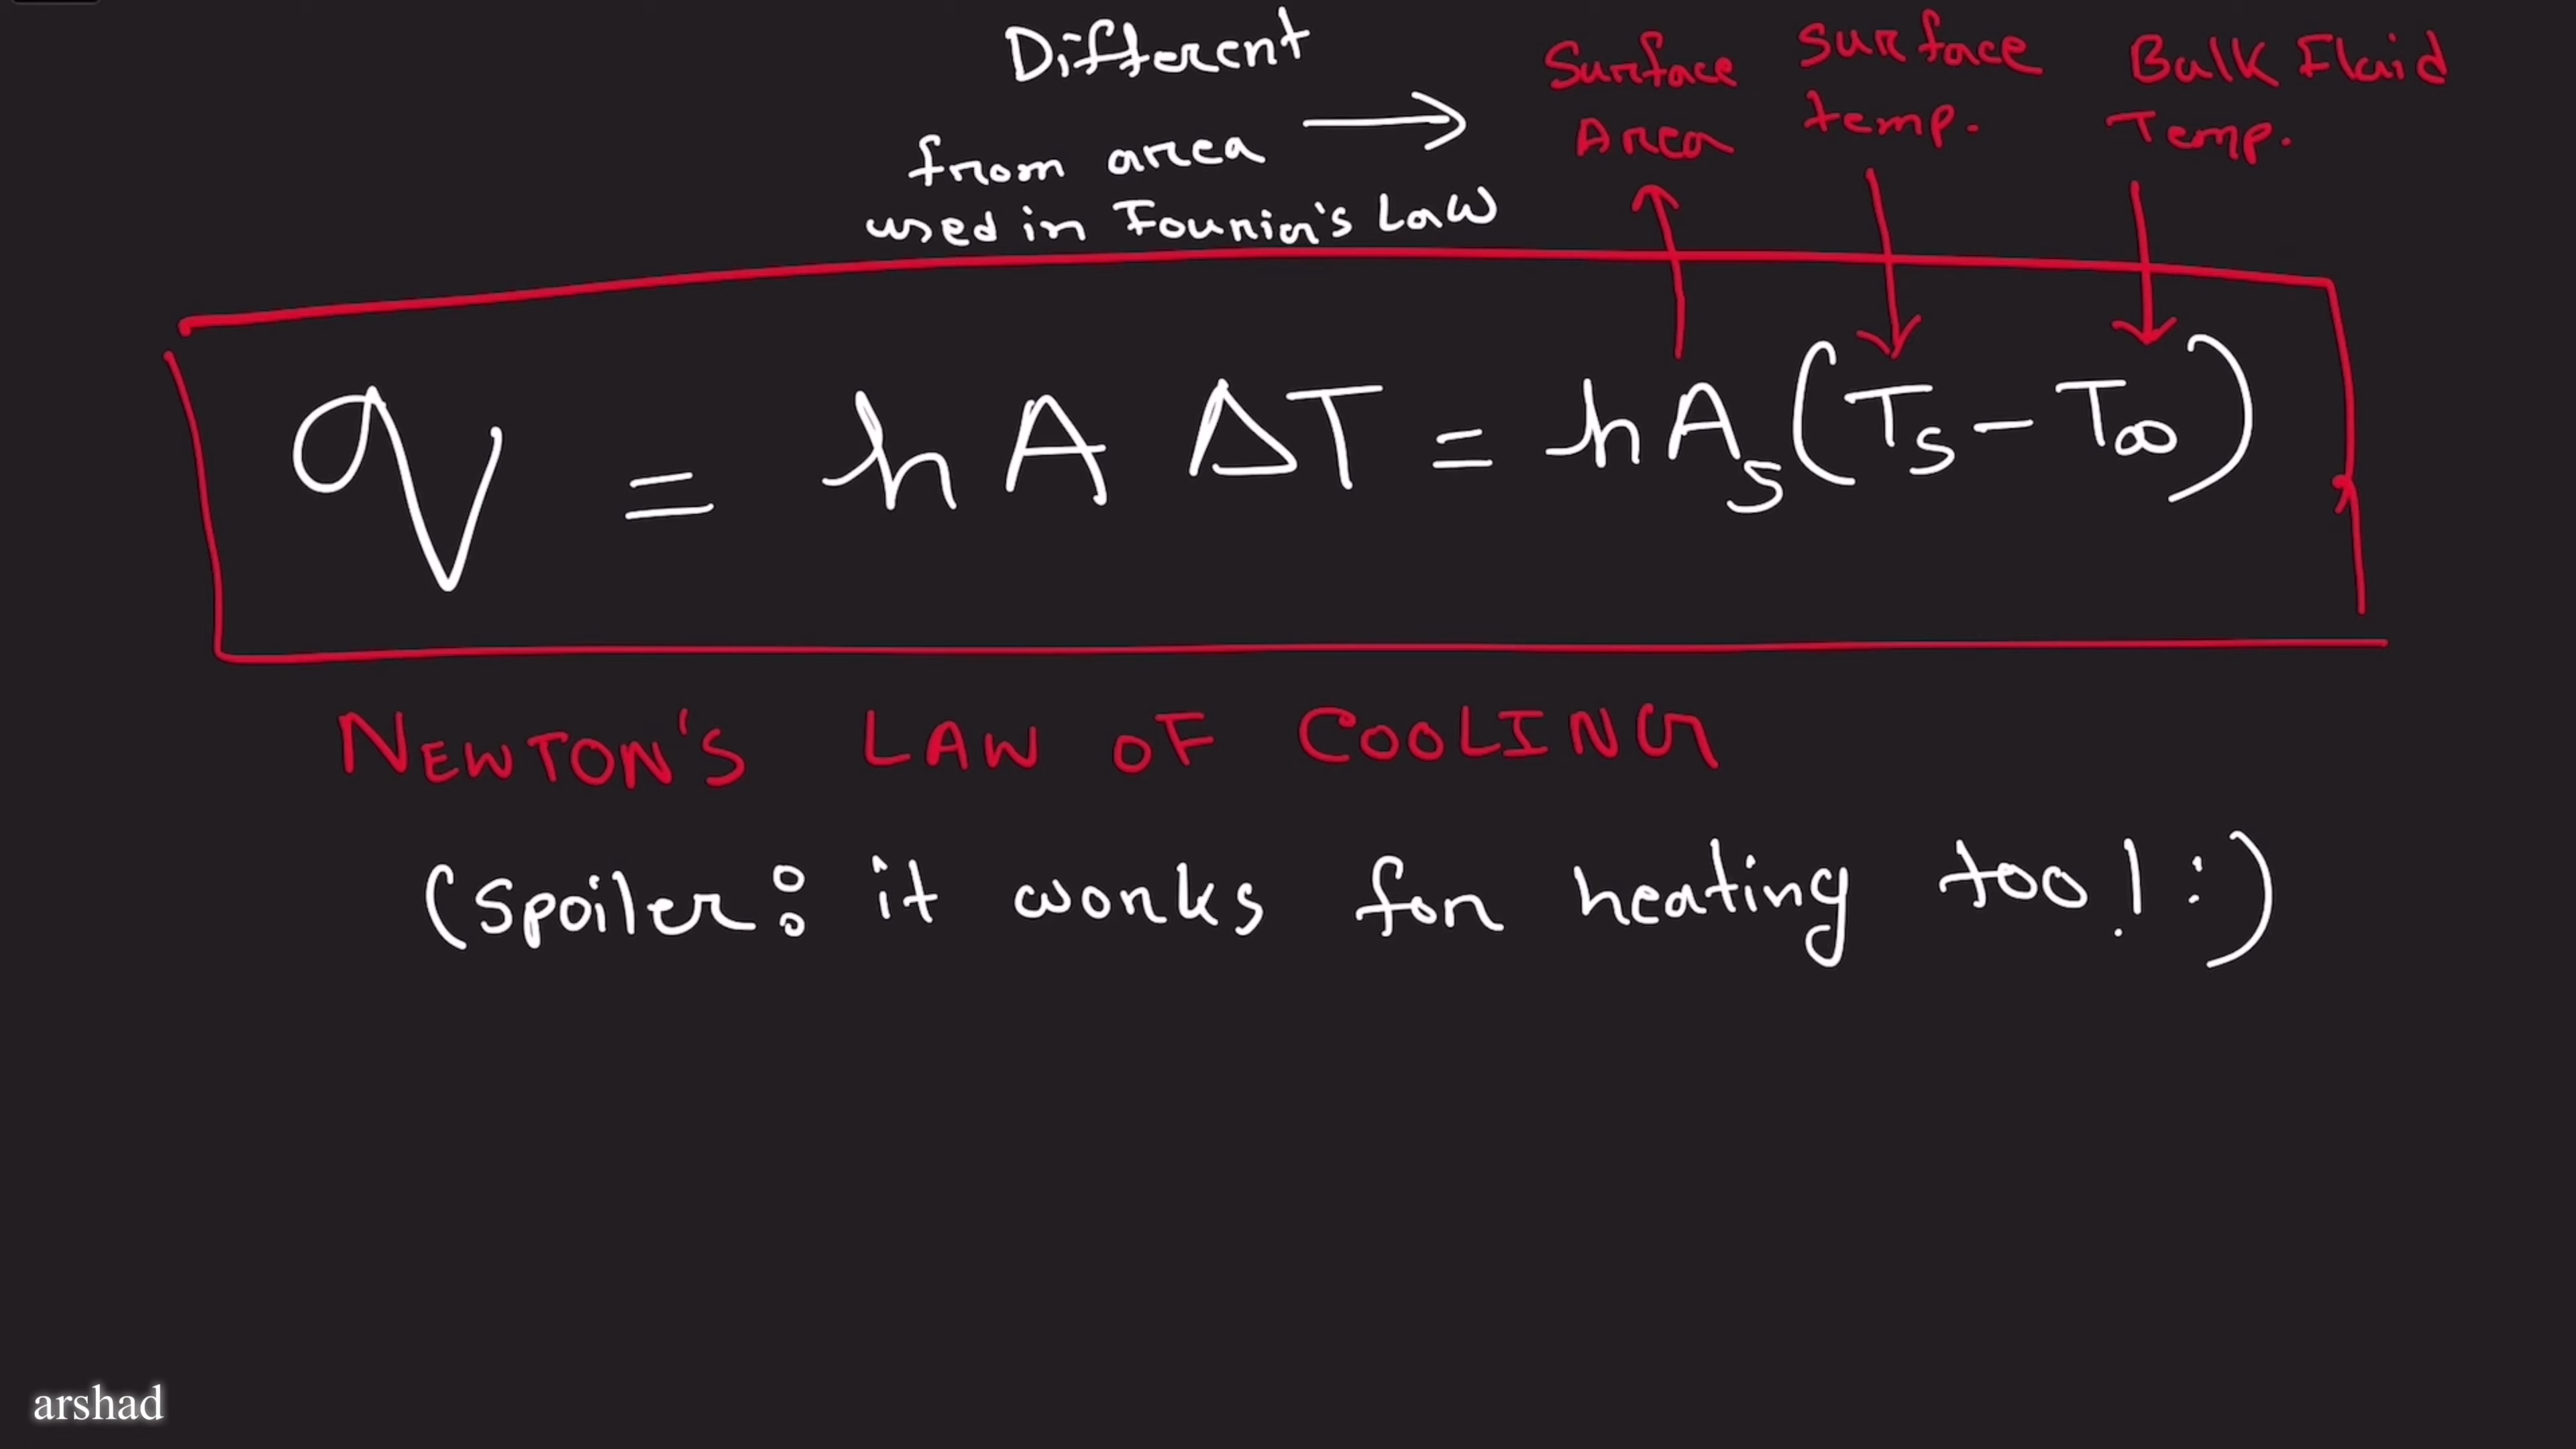 Different
from area
used in Fourier's Law
Surface
Area
Surface
temp.
Bulk Fluid
Temp.
q = h A ΔT = hAₛ(Tₛ - T∞)
NEWTON'S LAW OF COOLING
(Spoiler: it works for heating too! :)
arshad